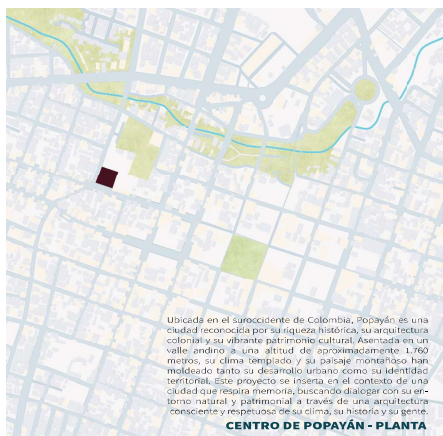 Ubicada en el suroccidente de Colombia, Popayán es una
ciudad reconocida por su riqueza histórica, su arquitectura
colonial y su vibrante patrimonio cultural. Asentada en un
valle andino a una altitud de aproximadamente 1.760
metros, su clima templado y su paisaje montañoso han
moldeado tanto su desarrollo urbano como su identidad
territorial. Este proyecto se inserta en el contexto de una
ciudad que respira memoria, buscando dialogar con su en-
torno natural y patrimonial a través de una arquitectura
consciente y respetuosa de su clima, su historia y su gente.
CENTRO DE POPAYÁN - PLANTA